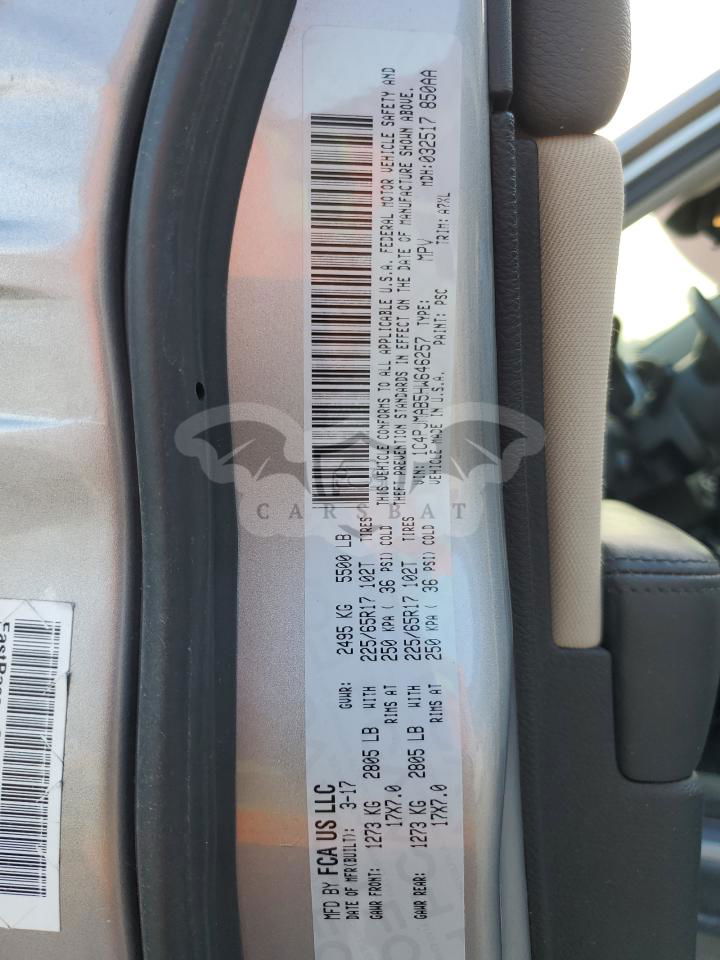 MFD BY FCA US LLC
DATE OF MFR(BUILT): 3-17 GVWR: 2495 KG 5500 LB
GAWR FRONT: 1273 KG 2805 LB WITH 225/65R17 102T TIRES
17X7.0 RIMS AT 250 KPA ( 36 PSI) COLD
GAWR REAR: 1273 KG 2805 LB WITH 225/65R17 102T TIRES
17X7.0 RIMS AT 250 KPA ( 36 PSI) COLD
THIS VEHICLE CONFORMS TO ALL APPLICABLE U.S.A. FEDERAL MOTOR VEHICLE SAFETY AND
THEFT PREVENTION STANDARDS IN EFFECT ON THE DATE OF MANUFACTURE SHOWN ABOVE.
VIN: 1C4PJMAB5HW646257 TYPE: MPV MDH:032517 850AA
VEHICLE MADE IN U.S.A. PAINT: PSC TRIM: A7XL
CARSBAT